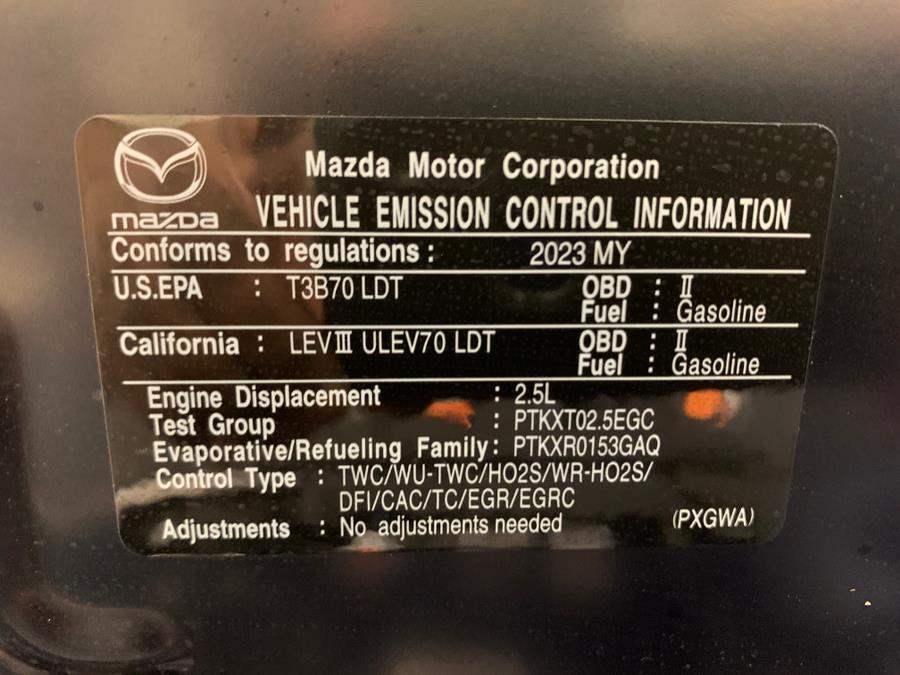 Mazda Motor Corporation
mazda VEHICLE EMISSION CONTROL INFORMATION
Conforms to regulations : 2023 MY
U.S.EPA : T3B70 LDT OBD : II
Fuel : Gasoline
California : LEVIII ULEV70 LDT OBD : II
Fuel : Gasoline
Engine Displacement : 2.5L
Test Group : PTKXT02.5EGC
Evaporative/Refueling Family : PTKXR0153GAQ
Control Type : TWC/WU-TWC/HO2S/WR-HO2S/
DFI/CAC/TC/EGR/EGRC
Adjustments : No adjustments needed (PXGWA)